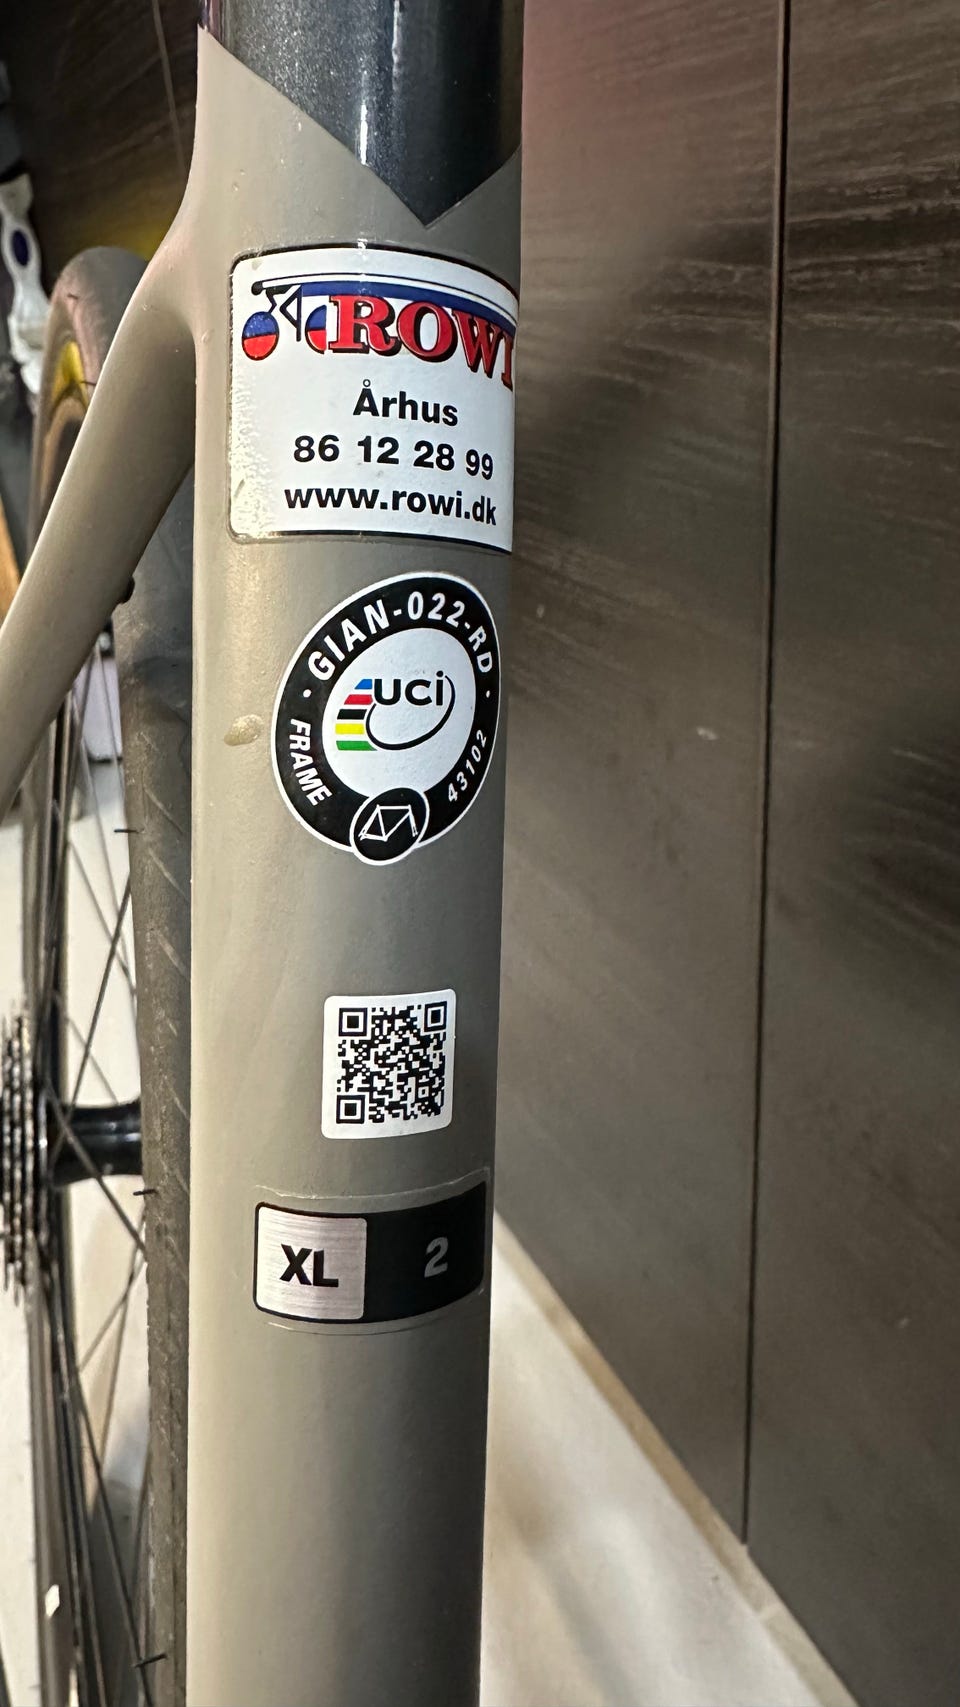 ROWI
Århus
86 12 28 99
www.rowi.dk
· GIAN-022-RD ·
UCi
FRAME
43102
XL 2